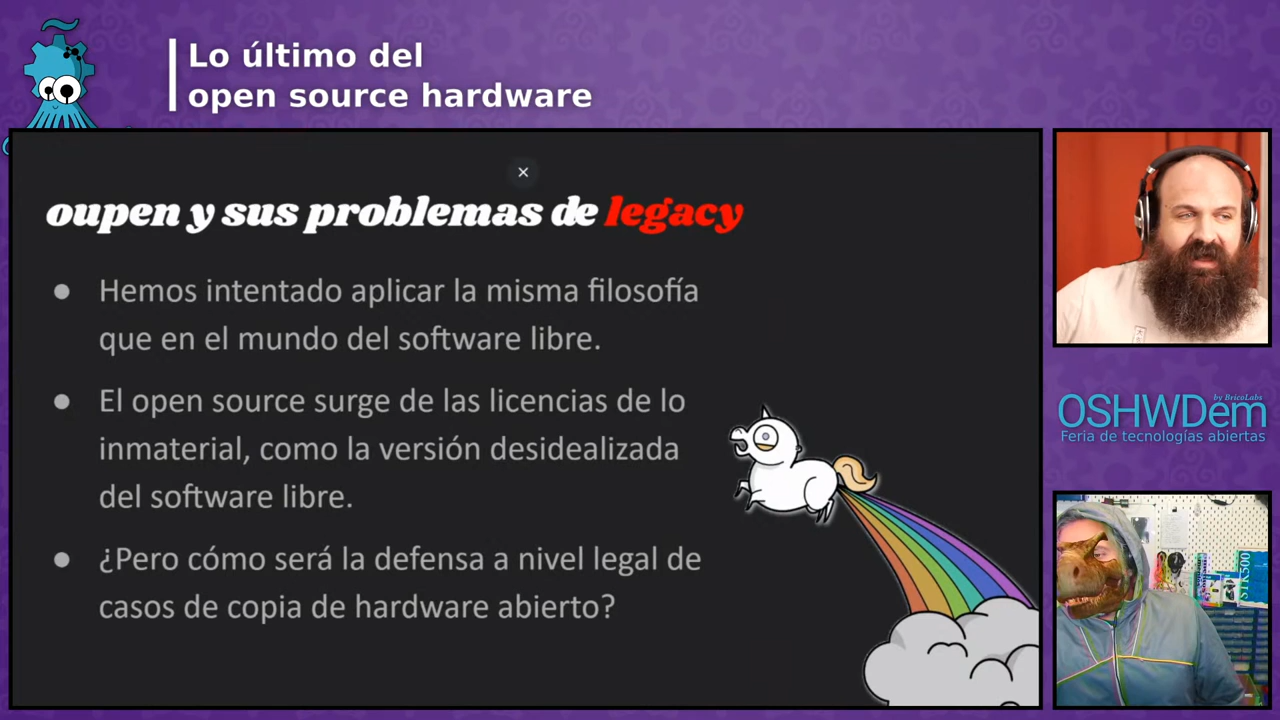 Lo último del
open source hardware
oupen y sus problemas de legacy
● Hemos intentado aplicar la misma filosofía
que en el mundo del software libre.
● El open source surge de las licencias de lo
inmaterial, como la versión desidealizada
del software libre.
● ¿Pero cómo será la defensa a nivel legal de
casos de copia de hardware abierto?
by BricoLabs
OSHWDem
Feria de tecnologías abiertas
STK500